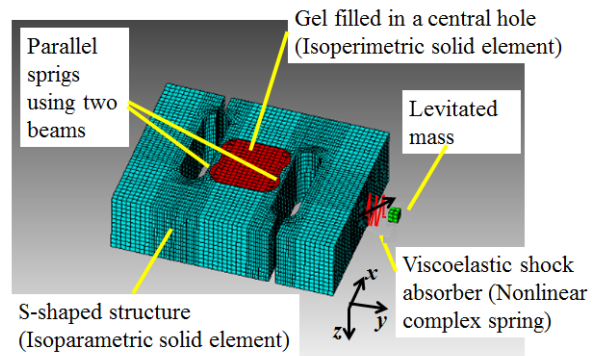 Gel filled in a central hole
(Isoperimetric solid element)
Parallel
sprigs
using two
beams
Levitated
mass
Viscoelastic shock
absorber (Nonlinear
complex spring)
S-shaped structure
(Isoparametric solid element)
x
y
z